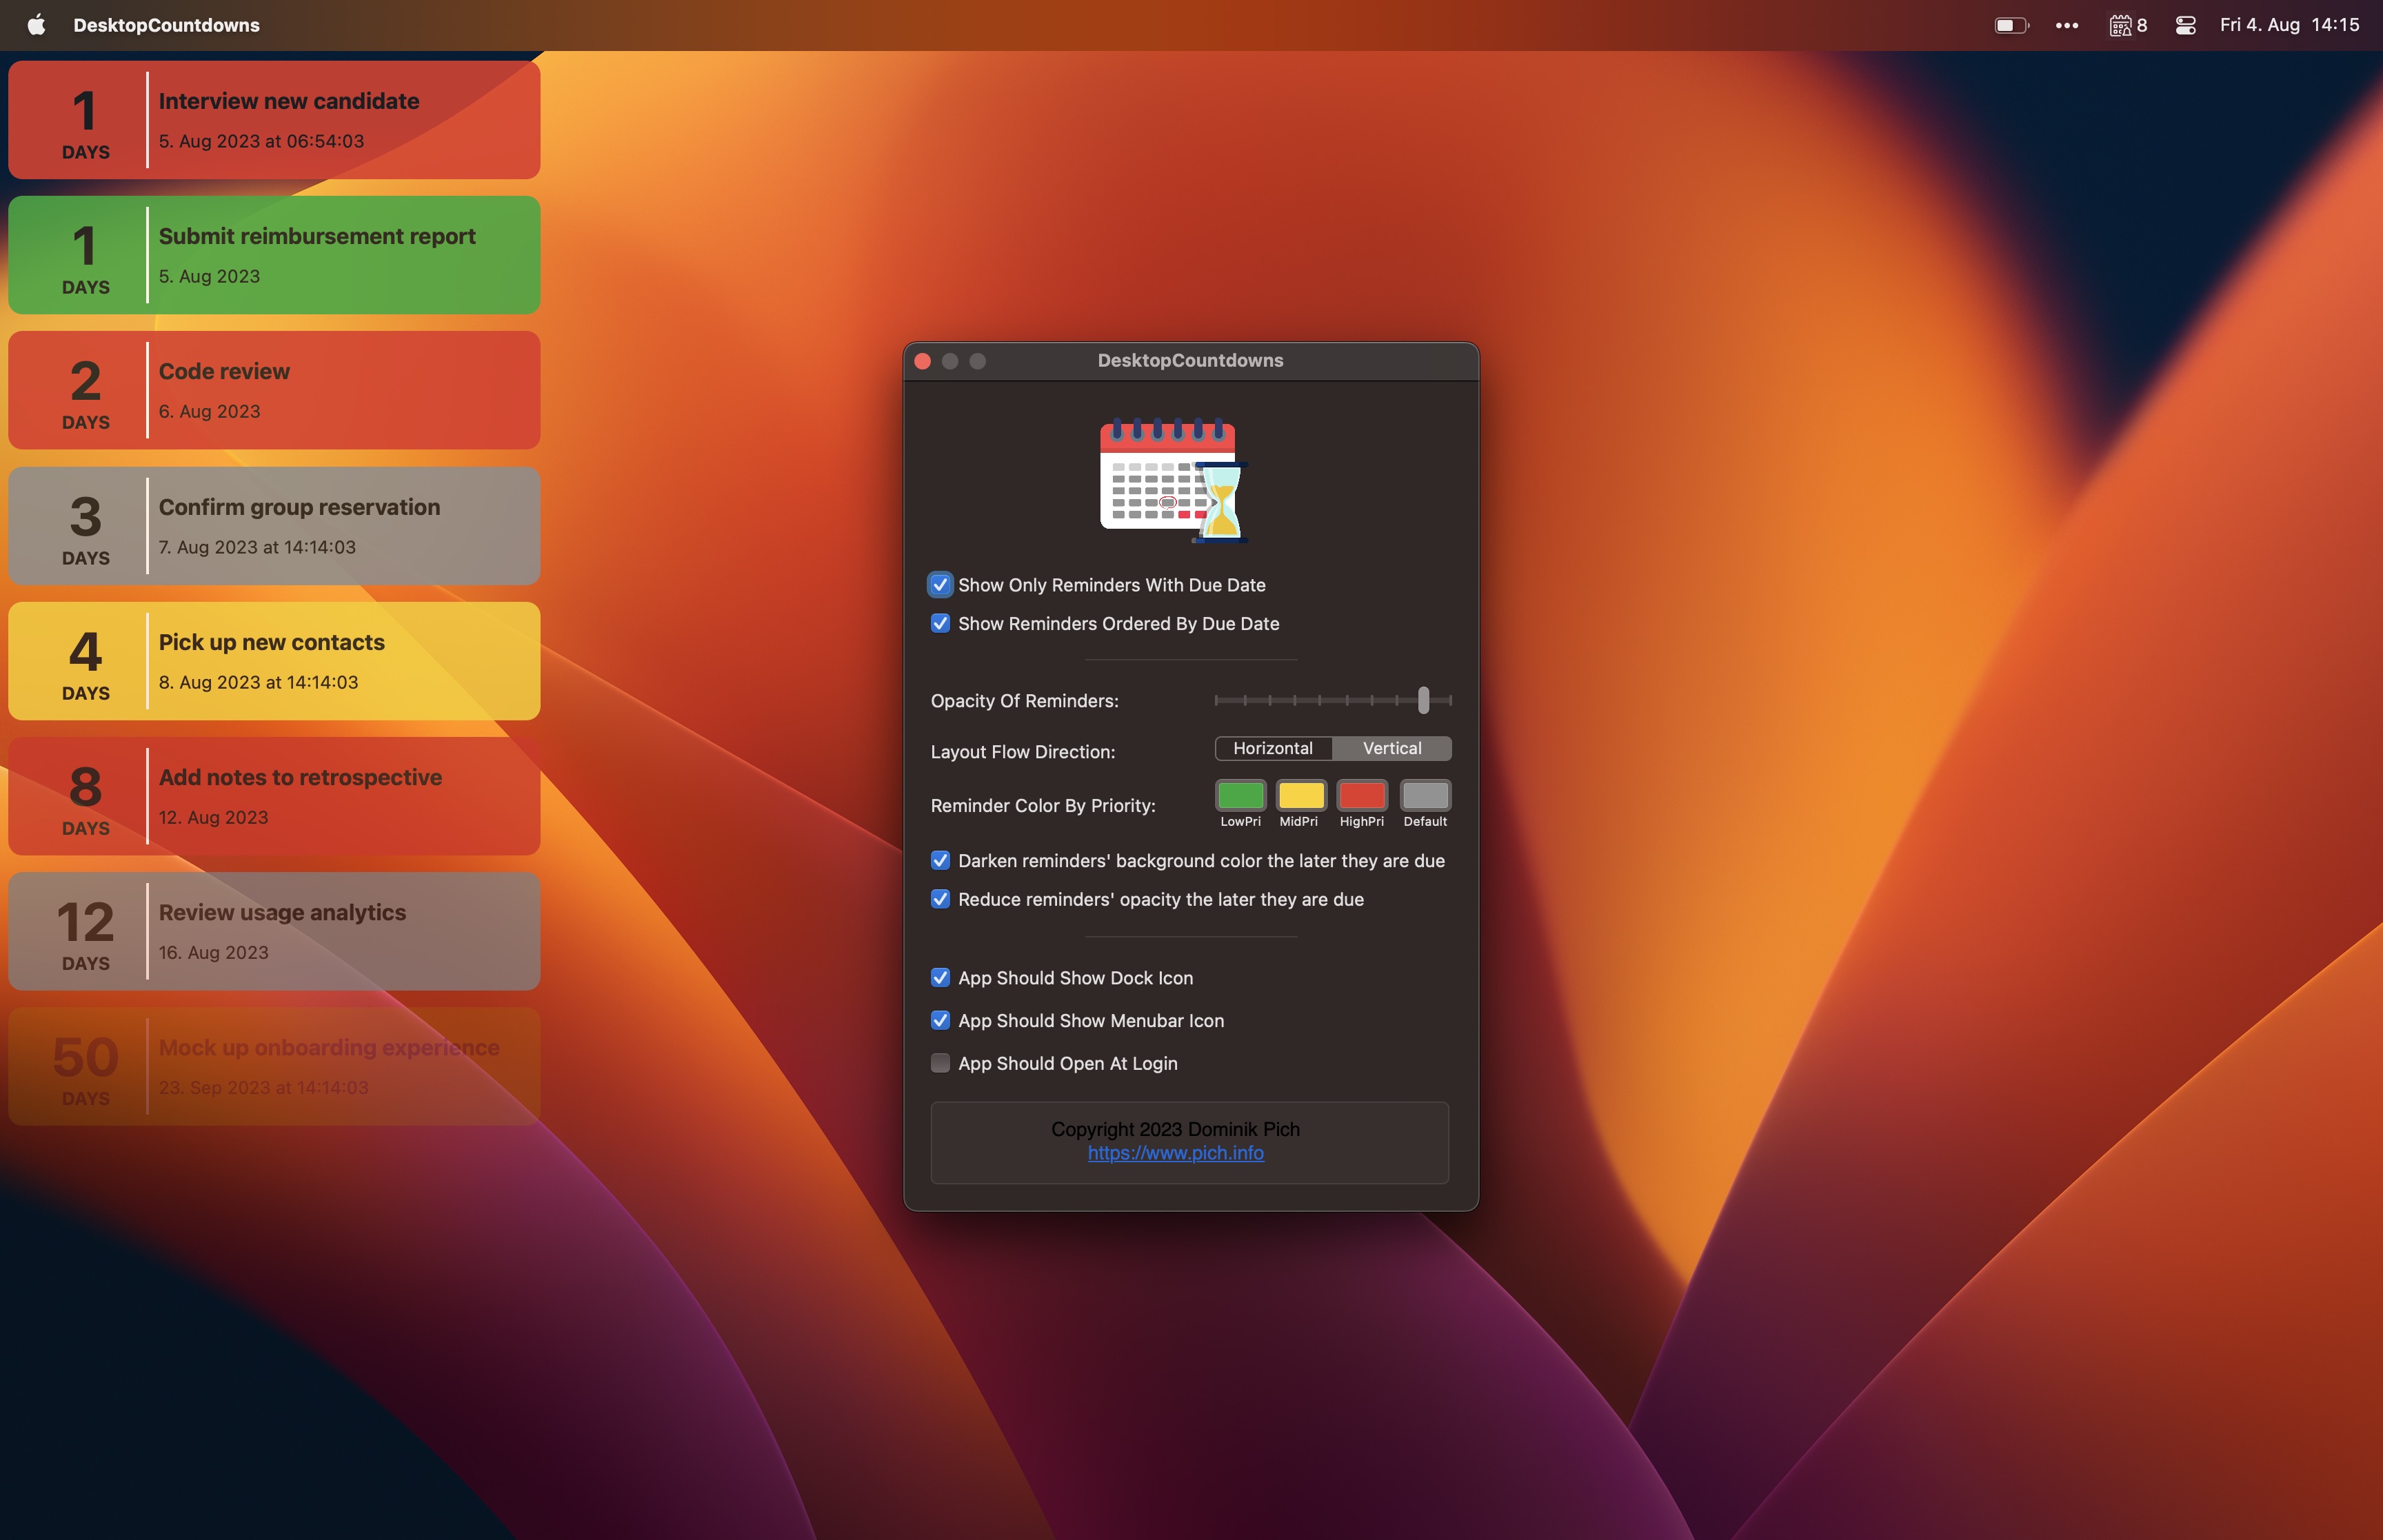 DesktopCountdowns
8
Fri 4. Aug 14:15
1
DAYS
Interview new candidate
5. Aug 2023 at 06:54:03
1
DAYS
Submit reimbursement report
5. Aug 2023
2
DAYS
Code review
6. Aug 2023
3
DAYS
Confirm group reservation
7. Aug 2023 at 14:14:03
4
DAYS
Pick up new contacts
8. Aug 2023 at 14:14:03
8
DAYS
Add notes to retrospective
12. Aug 2023
12
DAYS
Review usage analytics
16. Aug 2023
50
DAYS
Mock up onboarding experience
23. Sep 2023 at 14:14:03
DesktopCountdowns
Show Only Reminders With Due Date
Show Reminders Ordered By Due Date
Opacity Of Reminders:
Layout Flow Direction:
Horizontal Vertical
Reminder Color By Priority:
LowPri MidPri HighPri Default
Darken reminders' background color the later they are due
Reduce reminders' opacity the later they are due
App Should Show Dock Icon
App Should Show Menubar Icon
App Should Open At Login
Copyright 2023 Dominik Pich
https://www.pich.info